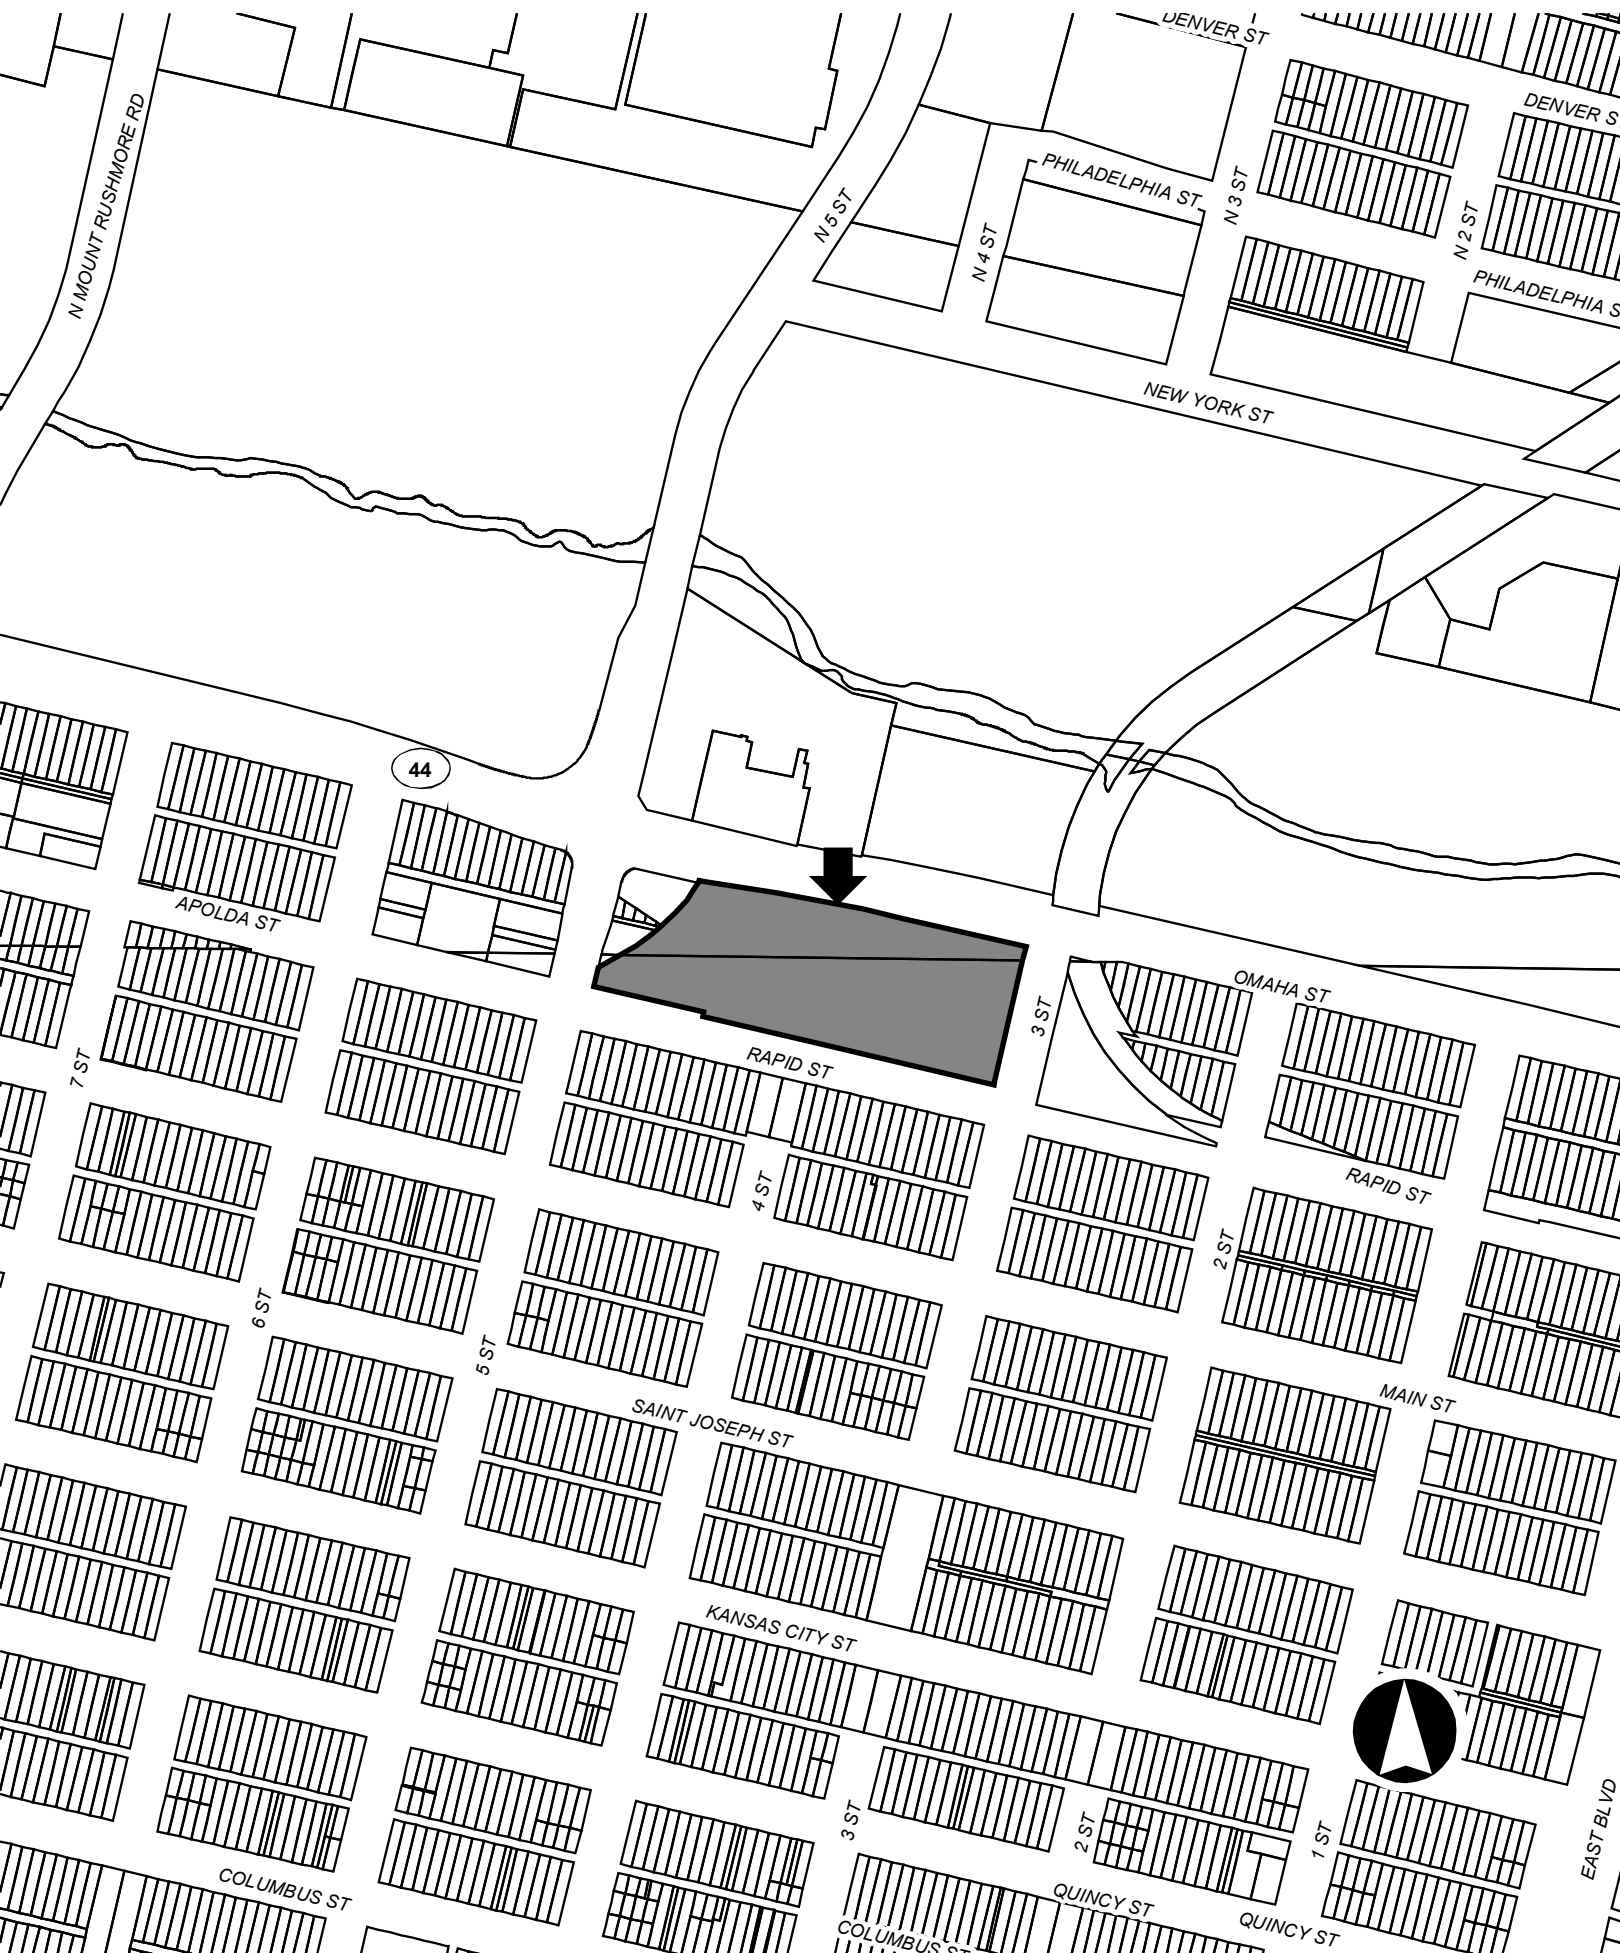 DENVER ST
DENVER S
N MOUNT RUSHMORE RD
PHILADELPHIA ST
N 3 ST
N 5 ST
N 2 ST
N 4 ST
PHILADELPHIA S
NEW YORK ST
44
APOLDA ST
OMAHA ST
3 ST
RAPID ST
7 ST
4 ST
RAPID ST
2 ST
6 ST
5 ST
MAIN ST
SAINT JOSEPH ST
KANSAS CITY ST
3 ST
2 ST
1 ST
EAST BLVD
COLUMBUS ST
QUINCY ST
QUINCY ST
COLUMBUS ST